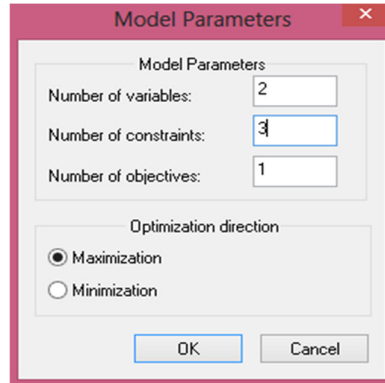 Model Parameters
Model Parameters
Number of variables: 2
Number of constraints: 3
Number of objectives: 1
Optimization direction
Maximization
Minimization
OK Cancel